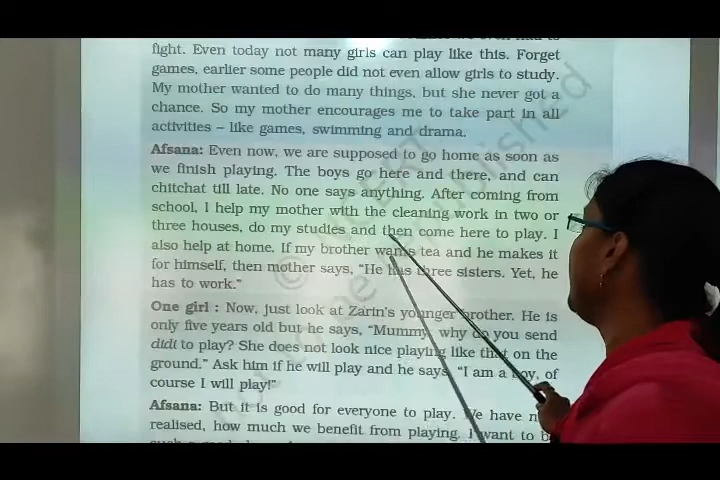 fight. Even today not many girls can play like this. Forget
games, earlier some people did not even allow girls to study.
My mother wanted to do many things, but she never got a
chance. So my mother encourages me to take part in all
activities – like games, swimming and drama.
Afsana: Even now, we are supposed to go home as soon as
we finish playing. The boys go here and there, and can
chitchat till late. No one says anything. After coming from
school, I help my mother with the cleaning work in two or
three houses, do my studies and then come here to play. I
also help at home. If my brother wants tea and he makes it
for himself, then mother says, “He has three sisters. Yet, he
has to work.”
One girl : Now, just look at Zarin’s younger brother. He is
only five years old but he says, “Mummy, why do you send
didi to play? She does not look nice playing like that on the
ground.” Ask him if he will play and he says, “I am a boy, of
course I will play!”
Afsana: But it is good for everyone to play. We have
realised, how much we benefit from playing. I want to